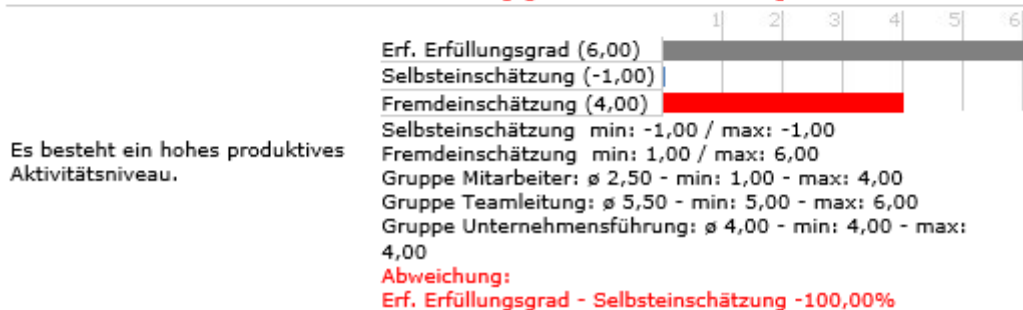 1 2 3 4 5 6
Erf. Erfüllungsgrad (6,00)
Selbsteinschätzung (-1,00)
Fremdeinschätzung (4,00)
Es besteht ein hohes produktives
Aktivitätsniveau.
Selbsteinschätzung min: -1,00 / max: -1,00
Fremdeinschätzung min: 1,00 / max: 6,00
Gruppe Mitarbeiter: ø 2,50 - min: 1,00 - max: 4,00
Gruppe Teamleitung: ø 5,50 - min: 5,00 - max: 6,00
Gruppe Unternehmensführung: ø 4,00 - min: 4,00 - max:
4,00
Abweichung:
Erf. Erfüllungsgrad - Selbsteinschätzung -100,00%